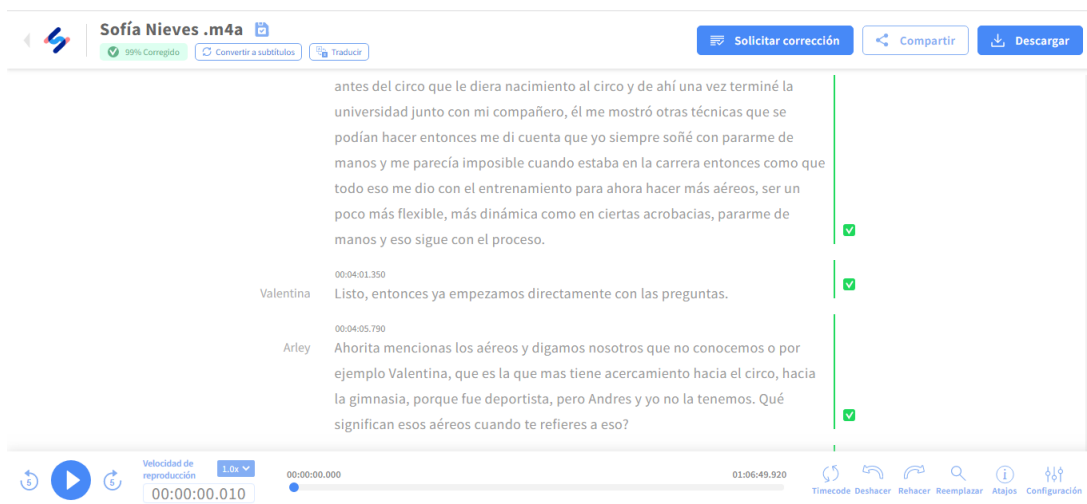 Sofía Nieves .m4a
99% Corregido
Convertir a subtítulos
Traducir
Solicitar corrección
Compartir
Descargar
antes del circo que le diera nacimiento al circo y de ahí una vez terminé la
universidad junto con mi compañero, él me mostró otras técnicas que se
podían hacer entonces me di cuenta que yo siempre soñé con pararme de
manos y me parecía imposible cuando estaba en la carrera entonces como que
todo eso me dio con el entrenamiento para ahora hacer más aéreos, ser un
poco más flexible, más dinámica como en ciertas acrobacias, pararme de
manos y eso sigue con el proceso.
00:04:01.350
Valentina
Listo, entonces ya empezamos directamente con las preguntas.
00:04:05.790
Arley
Ahorita mencionas los aéreos y digamos nosotros que no conocemos o por
ejemplo Valentina, que es la que mas tiene acercamiento hacia el circo, hacia
la gimnasia, porque fue deportista, pero Andres y yo no la tenemos. Qué
significan esos aéreos cuando te refieres a eso?
5
5
Velocidad de
reproducción
1.0x
00:00:00.010
00:00:00.000
01:06:49.920
Timecode
Deshacer
Rehacer
Reemplazar
Atajos
Configuración